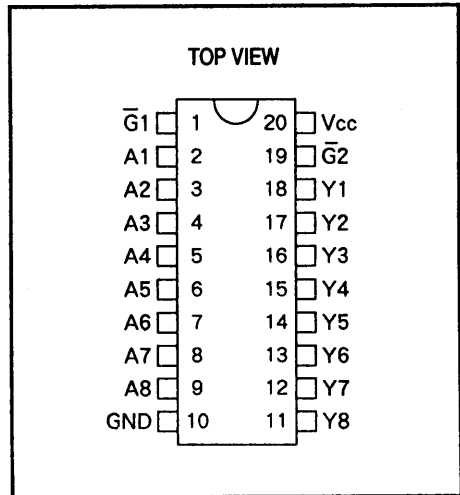 TOP VIEW
G̅1 1 20 Vcc
A1 2 19 G̅2
A2 3 18 Y1
A3 4 17 Y2
A4 5 16 Y3
A5 6 15 Y4
A6 7 14 Y5
A7 8 13 Y6
A8 9 12 Y7
GND 10 11 Y8